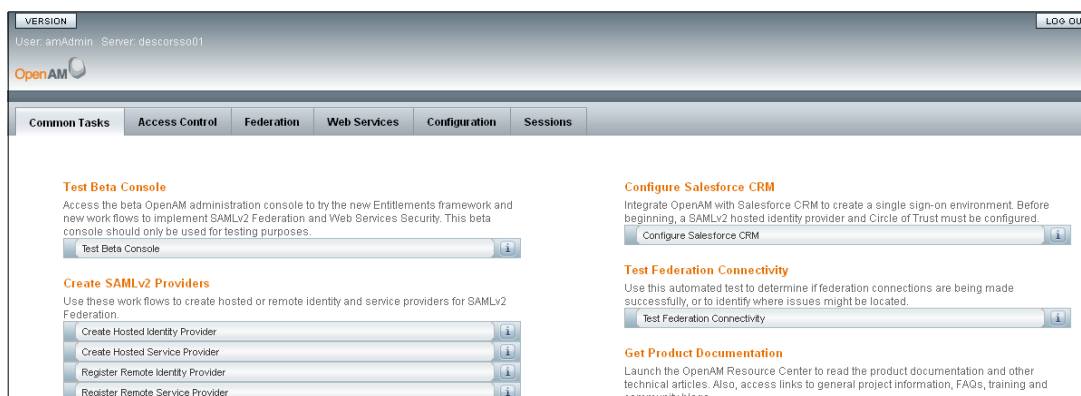 VERSION
LOG OU
User: amAdmin Server: descorsso01
OpenAM
Common Tasks
Access Control
Federation
Web Services
Configuration
Sessions
Test Beta Console
Access the beta OpenAM administration console to try the new Entitlements framework and
new work flows to implement SAMLv2 Federation and Web Services Security. This beta
console should only be used for testing purposes.
Test Beta Console
Create SAMLv2 Providers
Use these work flows to create hosted or remote identity and service providers for SAMLv2
Federation.
Create Hosted Identity Provider
Create Hosted Service Provider
Register Remote Identity Provider
Register Remote Service Provider
Configure Salesforce CRM
Integrate OpenAM with Salesforce CRM to create a single sign-on environment. Before
beginning, a SAMLv2 hosted identity provider and Circle of Trust must be configured.
Configure Salesforce CRM
Test Federation Connectivity
Use this automated test to determine if federation connections are being made
successfully, or to identify where issues might be located.
Test Federation Connectivity
Get Product Documentation
Launch the OpenAM Resource Center to read the product documentation and other
technical articles. Also, access links to general project information, FAQs, training and